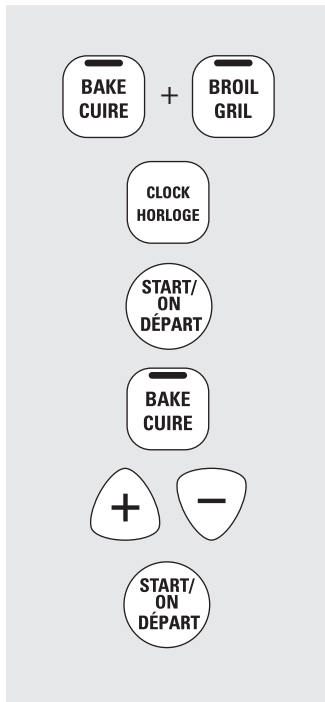 BAKE
CUIRE
+
BROIL
GRIL
CLOCK
HORLOGE
START/
ON
DÉPART
BAKE
CUIRE
+ −
START/
ON
DÉPART